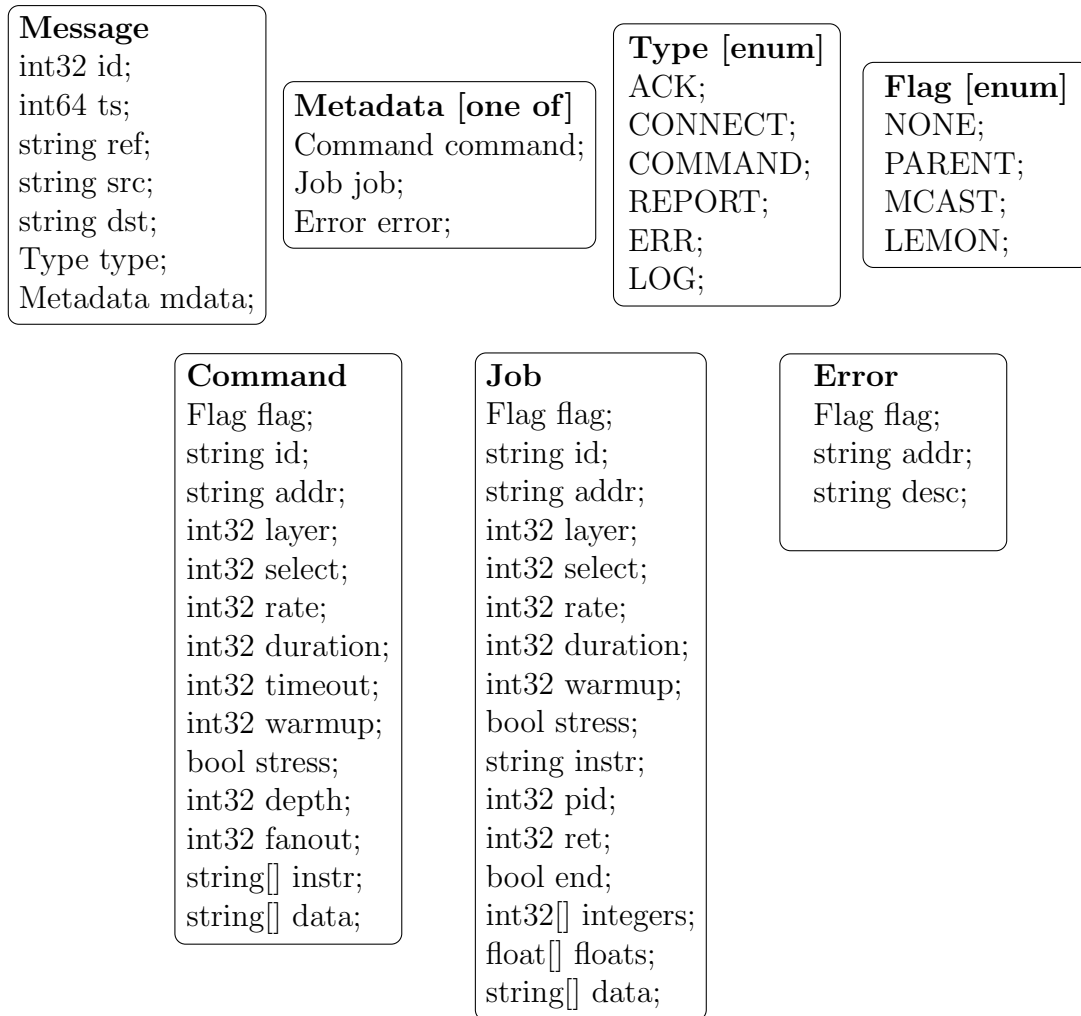 Message
int32 id;
int64 ts;
string ref;
string src;
string dst;
Type type;
Metadata mdata;
Metadata [one of]
Command command;
Job job;
Error error;
Type [enum]
ACK;
CONNECT;
COMMAND;
REPORT;
ERR;
LOG;
Flag [enum]
NONE;
PARENT;
MCAST;
LEMON;
Command
Flag flag;
string id;
string addr;
int32 layer;
int32 select;
int32 rate;
int32 duration;
int32 timeout;
int32 warmup;
bool stress;
int32 depth;
int32 fanout;
string[] instr;
string[] data;
Job
Flag flag;
string id;
string addr;
int32 layer;
int32 select;
int32 rate;
int32 duration;
int32 warmup;
bool stress;
string instr;
int32 pid;
int32 ret;
bool end;
int32[] integers;
float[] floats;
string[] data;
Error
Flag flag;
string addr;
string desc;